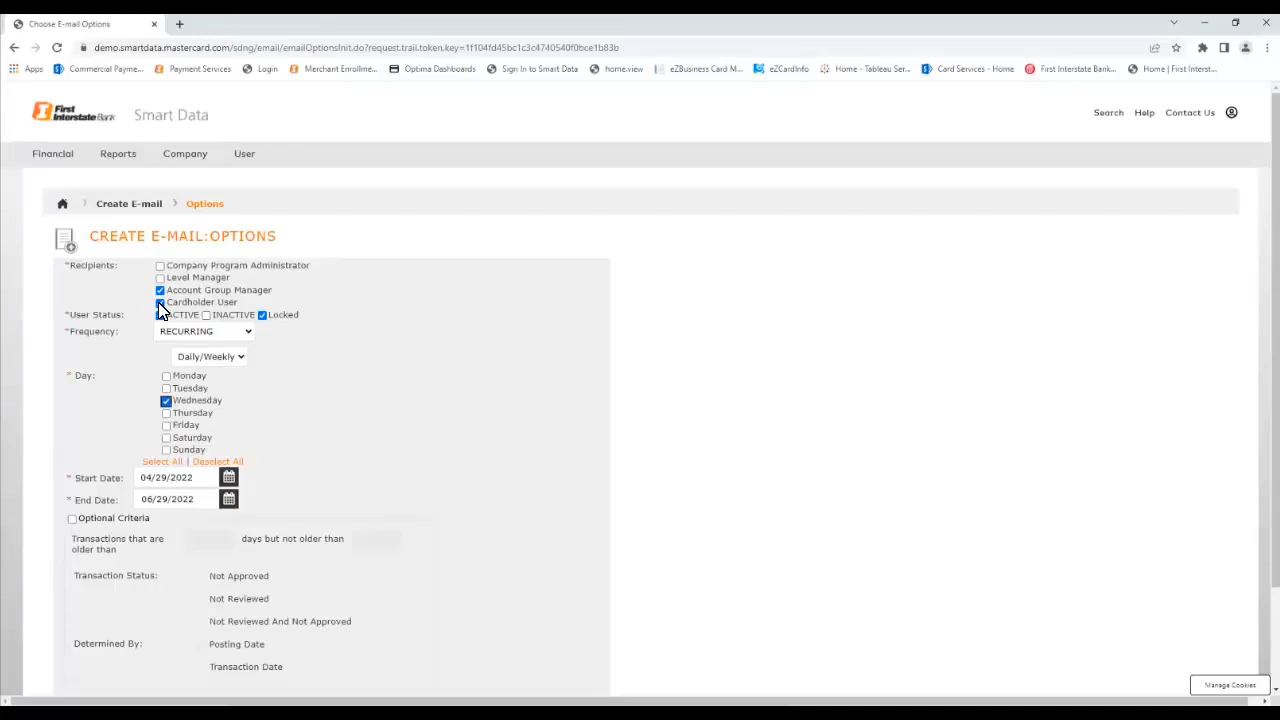 Choose E-mail Options
demo.smartdata.mastercard.com/sdng/email/emailOptionsInit.do?request.trail.token.key=1f104fd45bc1c3c4740540f0bce1b83b
Apps Commercial Payme... Payment Services Login Merchant Enrollme... Optima Dashboards Sign In to Smart Data home.view eZBusiness Card M... eZCardInfo Home - Tableau Ser... Card Services - Home First Interstate Bank... Home | First Interst...
First Interstate Bank Smart Data Search Help Contact Us
Financial Reports Company User
Create E-mail Options
CREATE E-MAIL:OPTIONS
*Recipients: Company Program Administrator
Level Manager
Account Group Manager
Cardholder User
*User Status: INACTIVE Locked
*Frequency: RECURRING
Daily/Weekly
* Day: Monday
Tuesday
Wednesday
Thursday
Friday
Saturday
Sunday
Select All | Deselect All
* Start Date: 04/29/2022
* End Date: 06/29/2022
Optional Criteria
Transactions that are older than days but not older than
Transaction Status: Not Approved
Not Reviewed
Not Reviewed And Not Approved
Determined By: Posting Date
Transaction Date
Manage Cookies